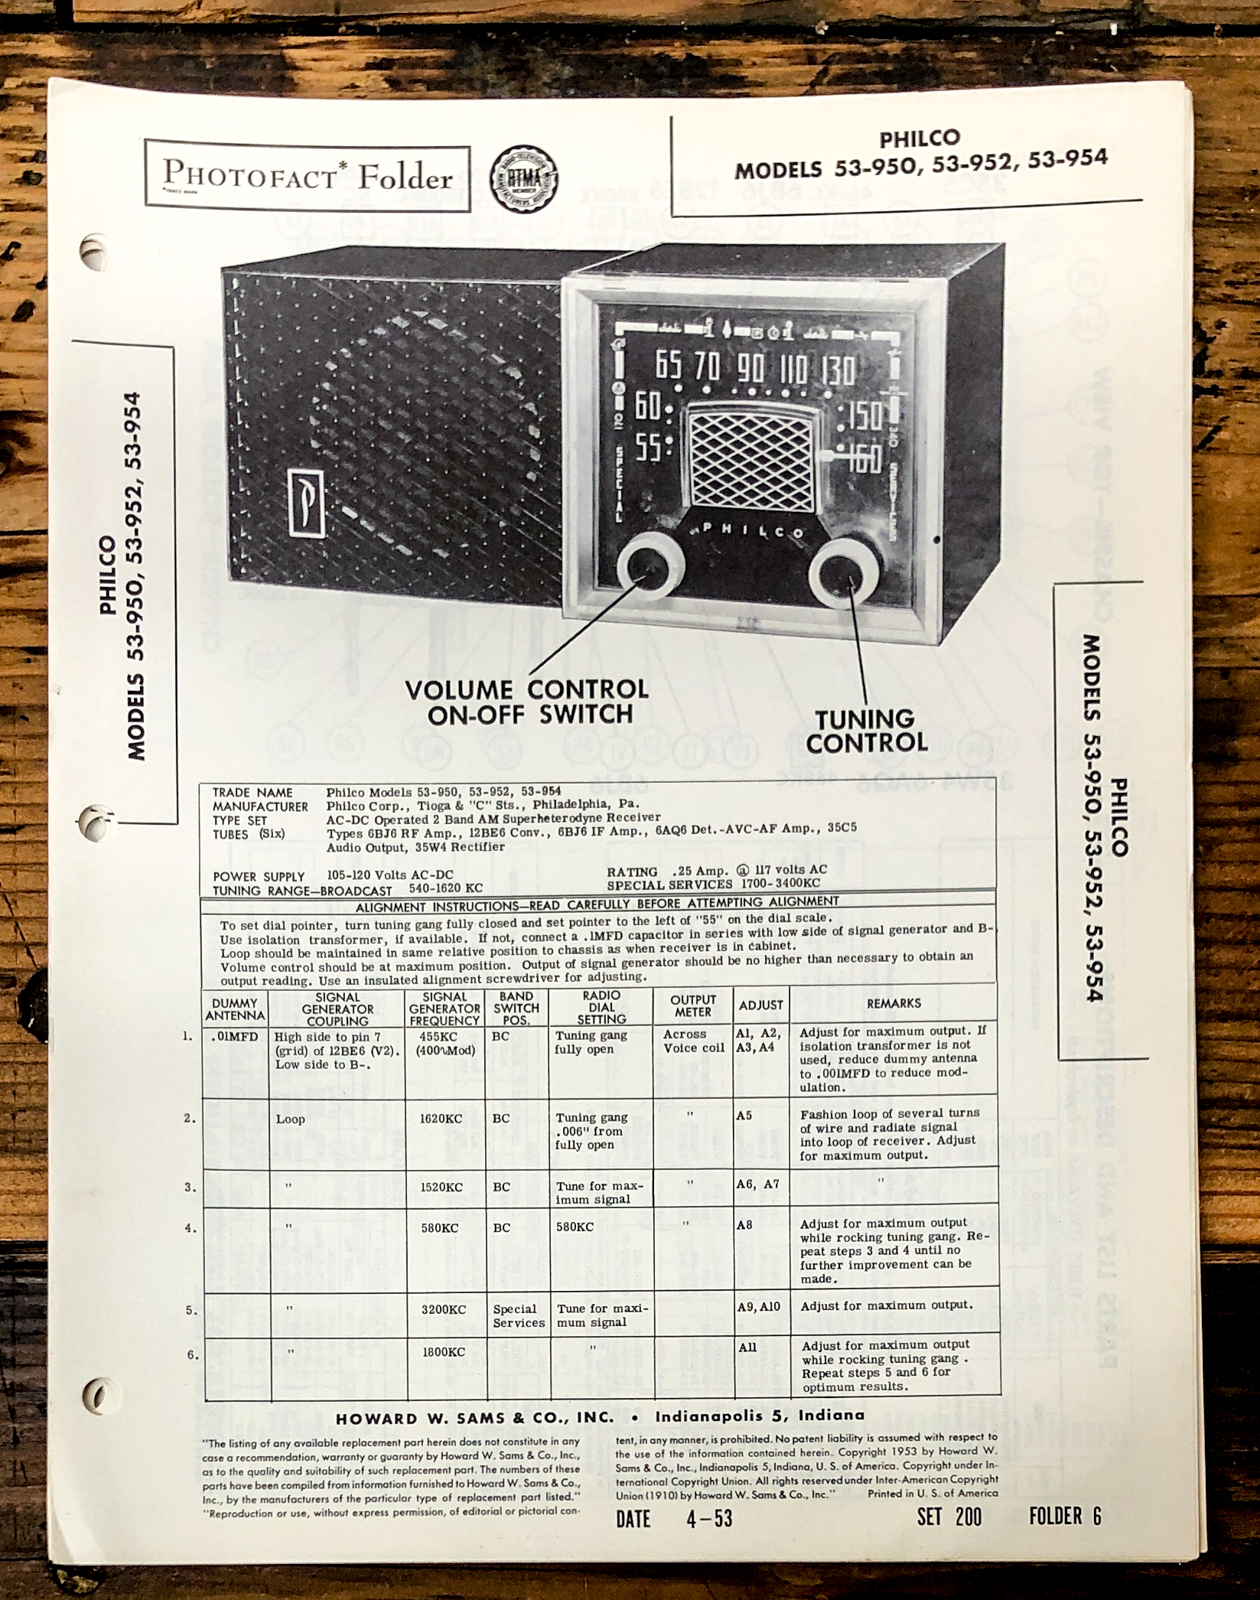 PHOTOFACT* Folder
*TRADE MARK
RTMA
MEMBER
PHILCO
MODELS 53-950, 53-952, 53-954
PHILCO
MODELS 53-950, 53-952, 53-954
65 70 90 110 130
60
55
150
160
SPECIAL
SERVICES
PHILCO
VOLUME CONTROL
ON-OFF SWITCH
TUNING
CONTROL
PHILCO
MODELS 53-950, 53-952, 53-954
TRADE NAME Philco Models 53-950, 53-952, 53-954
MANUFACTURER Philco Corp., Tioga & "C" Sts., Philadelphia, Pa.
TYPE SET AC-DC Operated 2 Band AM Superheterodyne Receiver
TUBES (Six) Types 6BJ6 RF Amp., 12BE6 Conv., 6BJ6 IF Amp., 6AQ6 Det.-AVC-AF Amp., 35C5
Audio Output, 35W4 Rectifier
POWER SUPPLY 105-120 Volts AC-DC RATING .25 Amp. @ 117 volts AC
TUNING RANGE—BROADCAST 540-1620 KC SPECIAL SERVICES 1700-3400KC
ALIGNMENT INSTRUCTIONS—READ CAREFULLY BEFORE ATTEMPTING ALIGNMENT
To set dial pointer, turn tuning gang fully closed and set pointer to the left of "55" on the dial scale.
Use isolation transformer, if available. If not, connect a .1MFD capacitor in series with low side of signal generator and B-
Loop should be maintained in same relative position to chassis as when receiver is in cabinet.
Volume control should be at maximum position. Output of signal generator should be no higher than necessary to obtain an
output reading. Use an insulated alignment screwdriver for adjusting.
DUMMY
ANTENNA
SIGNAL
GENERATOR
COUPLING
SIGNAL
GENERATOR
FREQUENCY
BAND
SWITCH
POS.
RADIO
DIAL
SETTING
OUTPUT
METER
ADJUST
REMARKS
1. .01MFD High side to pin 7 455KC BC Tuning gang Across A1, A2, Adjust for maximum output. If
(grid) of 12BE6 (V2). (400∿Mod) fully open Voice coil A3, A4 isolation transformer is not
Low side to B-. used, reduce dummy antenna
to .001MFD to reduce mod-
ulation.
2. Loop 1620KC BC Tuning gang " A5 Fashion loop of several turns
.006" from of wire and radiate signal
fully open into loop of receiver. Adjust
for maximum output.
3. " 1520KC BC Tune for max- " A6, A7 "
imum signal
4. " 580KC BC 580KC " A8 Adjust for maximum output
while rocking tuning gang. Re-
peat steps 3 and 4 until no
further improvement can be
made.
5. " 3200KC Special Tune for maxi- A9, A10 Adjust for maximum output.
Services mum signal
6. " 1800KC " A11 Adjust for maximum output
while rocking tuning gang .
Repeat steps 5 and 6 for
optimum results.
HOWARD W. SAMS & CO., INC. • Indianapolis 5, Indiana
"The listing of any available replacement part herein does not constitute in any
case a recommendation, warranty or guaranty by Howard W. Sams & Co., Inc.,
as to the quality and suitability of such replacement part. The numbers of these
parts have been compiled from information furnished to Howard W. Sams & Co.,
Inc., by the manufacturers of the particular type of replacement part listed."
"Reproduction or use, without express permission, of editorial or pictorial con-
tent, in any manner, is prohibited. No patent liability is assumed with respect to
the use of the information contained herein. Copyright 1953 by Howard W.
Sams & Co., Inc., Indianapolis 5, Indiana, U. S. of America. Copyright under In-
ternational Copyright Union. All rights reserved under Inter-American Copyright
Union (1910) by Howard W. Sams & Co., Inc." Printed in U. S. of America
DATE 4-53 SET 200 FOLDER 6